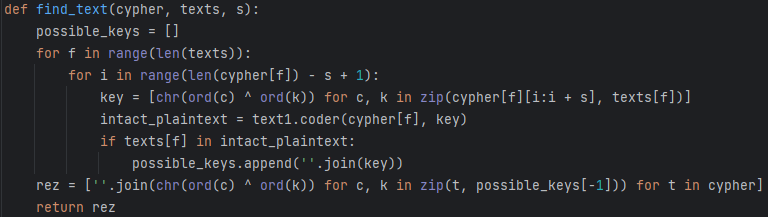 def find_text(cypher, texts, s):
    possible_keys = []
    for f in range(len(texts)):
        for i in range(len(cypher[f]) - s + 1):
            key = [chr(ord(c) ^ ord(k)) for c, k in zip(cypher[f][i:i + s], texts[f])]
            intact_plaintext = text1.coder(cypher[f], key)
            if texts[f] in intact_plaintext:
                possible_keys.append(''.join(key))
    rez = [''.join(chr(ord(c) ^ ord(k)) for c, k in zip(t, possible_keys[-1])) for t in cypher]
    return rez